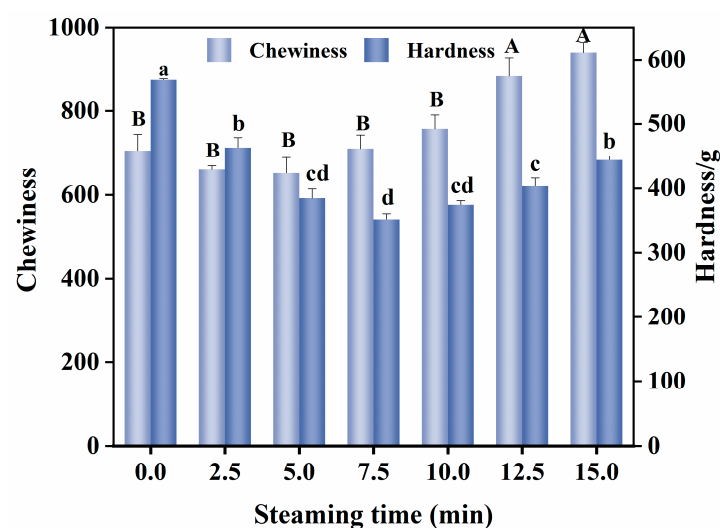 1000
800
600
400
200
0
Chewiness
Chewiness Hardness
B a
B b
B cd
B d
B cd
A c
A b
600
500
400
300
200
100
0
Hardness/g
0.0 2.5 5.0 7.5 10.0 12.5 15.0
Steaming time (min)